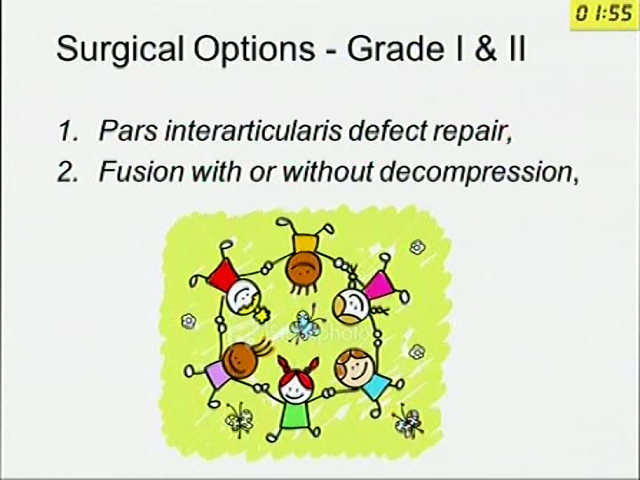 01:55
Surgical Options - Grade I & II
1. Pars interarticularis defect repair,
2. Fusion with or without decompression,